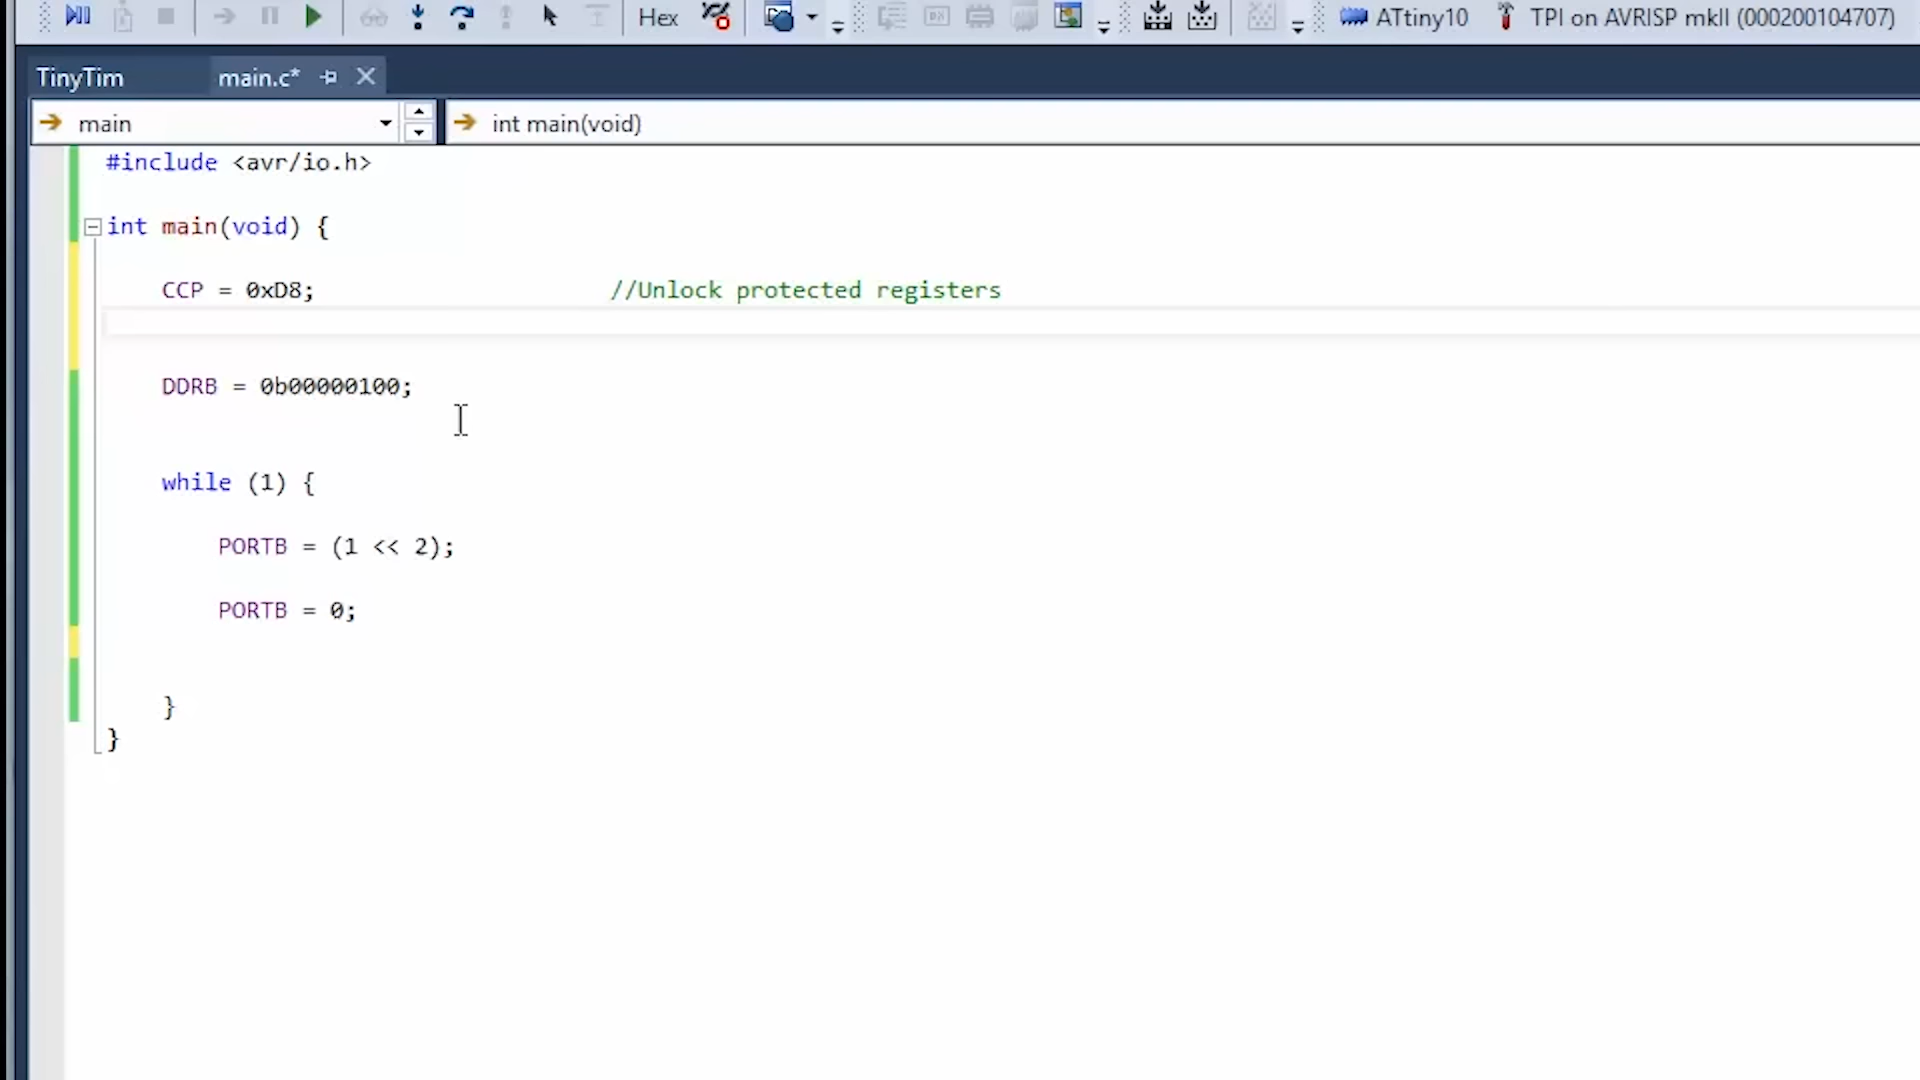 Hex ATtiny10 TPI on AVRISP mkII (000200104707)
TinyTim main.c*
main int main(void)
#include <avr/io.h>
int main(void) {
CCP = 0xD8; //Unlock protected registers
DDRB = 0b00000100;
while (1) {
PORTB = (1 << 2);
PORTB = 0;
}
}